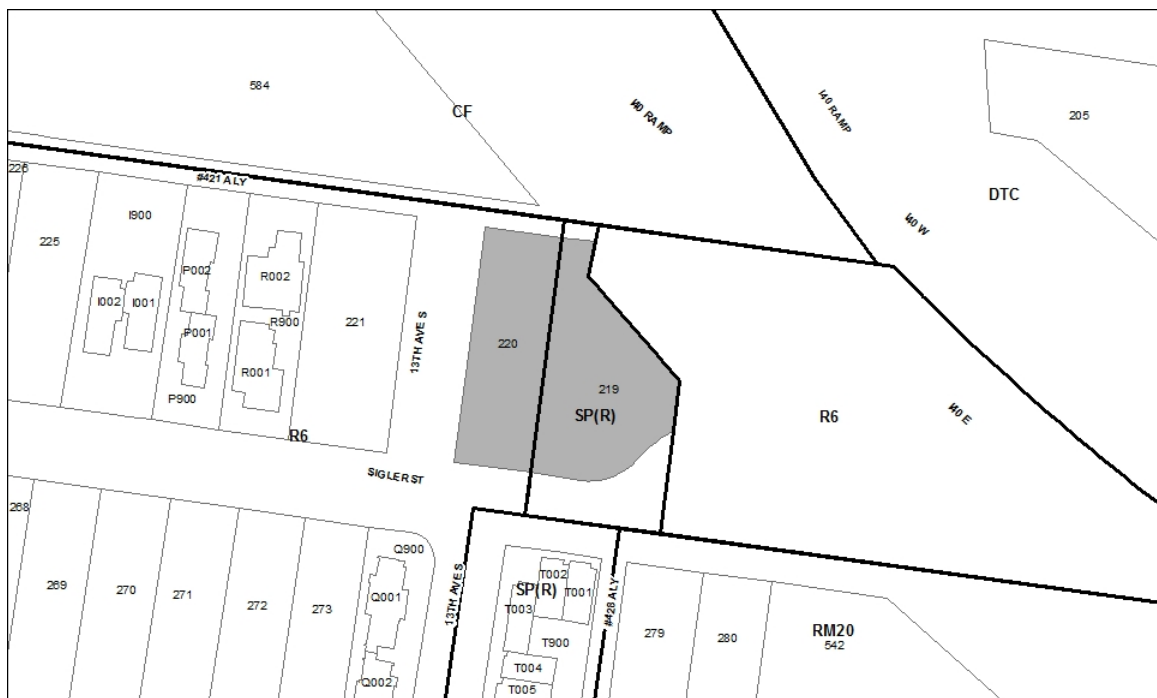 584
CF
I40 RAMP
I40 RAMP
205
DTC
I40 W
#421 ALY
226
225
I900
P002
R002
I002
I001
P001
R900
221
13TH AVE S
220
219
SP(R)
R6
I40 E
R001
P900
R6
SIGLER ST
268
269
270
271
272
273
Q900
Q001
Q002
13TH AVE S
SP(R)
T002
T001
T003
T900
T004
T005
#428 ALY
279
280
RM20
542